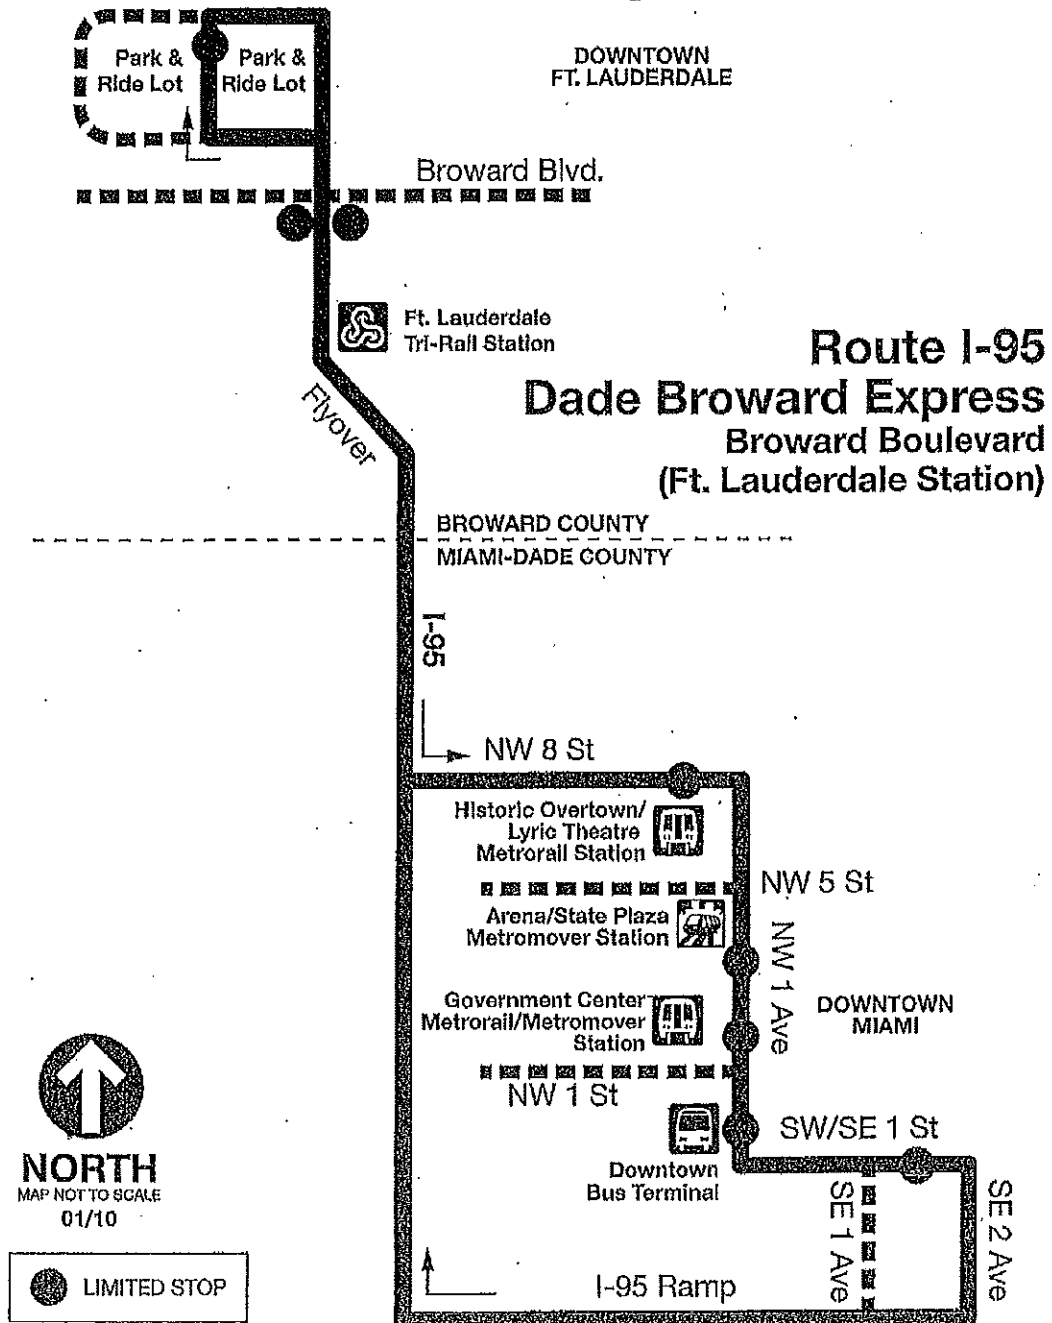 DOWNTOWN
FT. LAUDERDALE
Park &
Ride Lot
Park &
Ride Lot
Broward Blvd.
Ft. Lauderdale
Tri-Rail Station
Route I-95
Dade Broward Express
Broward Boulevard
(Ft. Lauderdale Station)
Flyover
BROWARD COUNTY
MIAMI-DADE COUNTY
I-95
NW 8 St
Historic Overtown/
Lyric Theatre
Metrorail Station
NW 5 St
Arena/State Plaza
Metromover Station
NW 1 Ave
Government Center
Metrorail/Metromover
Station
DOWNTOWN
MIAMI
NW 1 St
SW/SE 1 St
Downtown
Bus Terminal
SE 1 Ave
SE 2 Ave
I-95 Ramp
NORTH
MAP NOT TO SCALE
01/10
LIMITED STOP